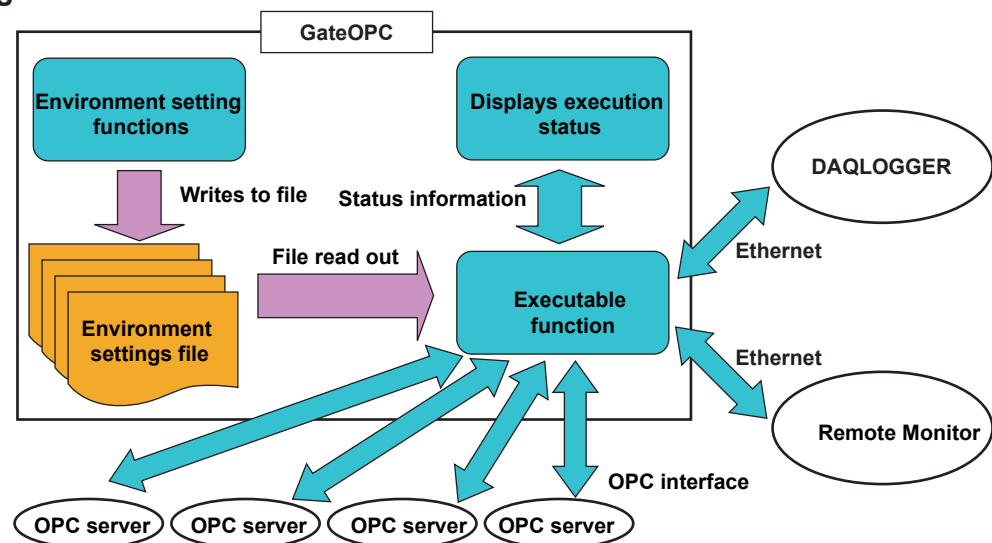 g
GateOPC
Environment setting
functions
Displays execution
status
DAQLOGGER
Writes to file
Status information
Ethernet
File read out
Executable
function
Environment
settings file
Ethernet
Remote Monitor
OPC interface
OPC server
OPC server
OPC server
OPC server